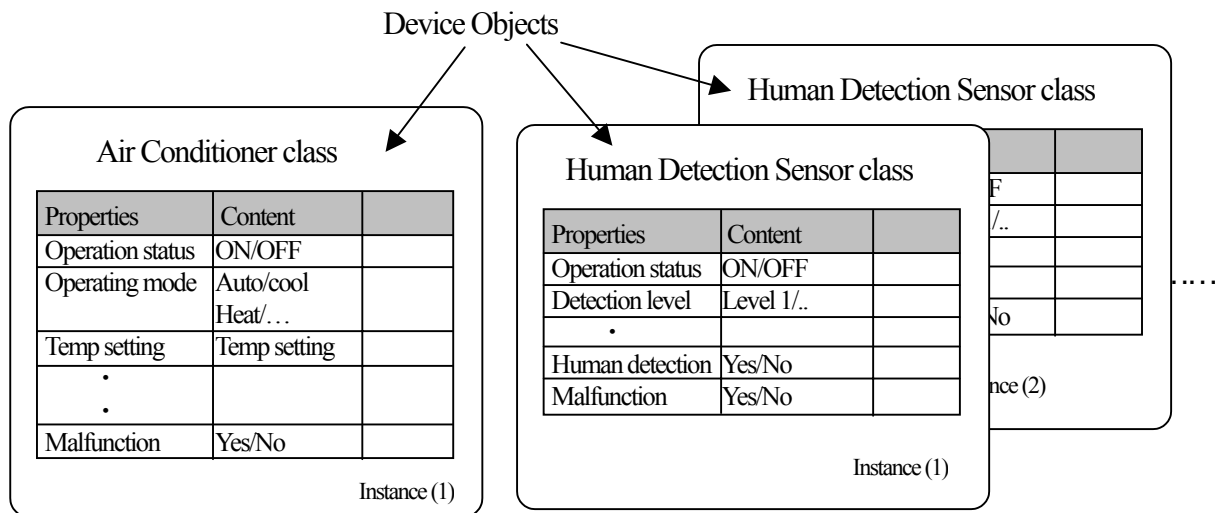 Device Objects
Air Conditioner class
Properties Content
Operation status ON/OFF
Operating mode Auto/cool
Heat/…
Temp setting Temp setting
・
・
Malfunction Yes/No
Instance (1)
Human Detection Sensor class
Properties Content
Operation status ON/OFF
Detection level Level 1/..
・
Human detection Yes/No
Malfunction Yes/No
Instance (1)
Human Detection Sensor class
F
/..
No
nce (2)
……